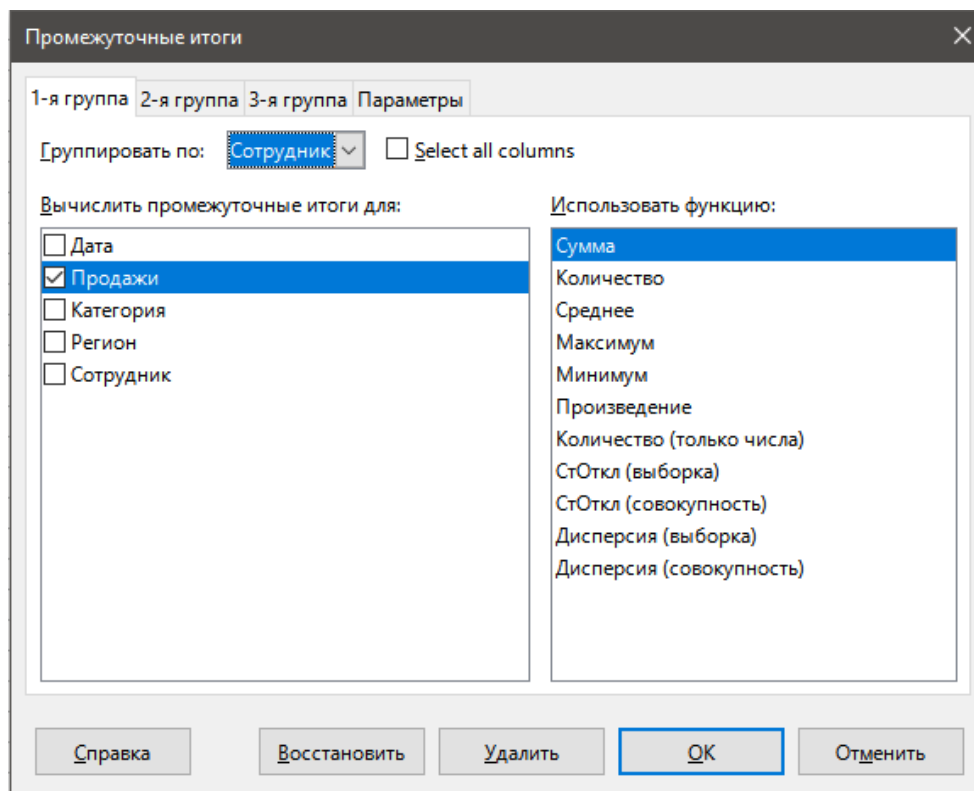 Промежуточные итоги
1-я группа 2-я группа 3-я группа Параметры
Группировать по: Сотрудник Select all columns
Вычислить промежуточные итоги для: Использовать функцию:
Дата Сумма
Продажи Количество
Категория Среднее
Регион Максимум
Сотрудник Минимум
Произведение
Количество (только числа)
СтОткл (выборка)
СтОткл (совокупность)
Дисперсия (выборка)
Дисперсия (совокупность)
Справка Восстановить Удалить ОК Отменить